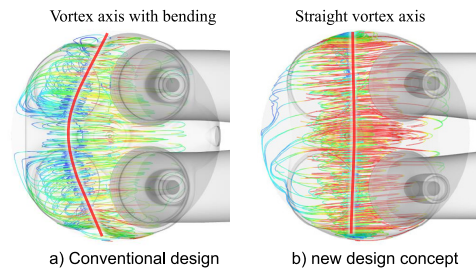 Vortex axis with bending
Straight vortex axis
a) Conventional design
b) new design concept